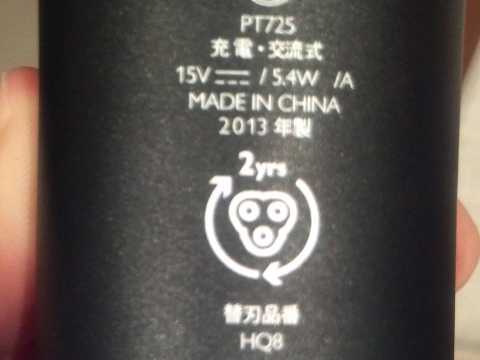 PT725
充電・交流式
15V ⎓ / 5.4W /A
MADE IN CHINA
2013 年製
2yrs
替刃品番
HQ8